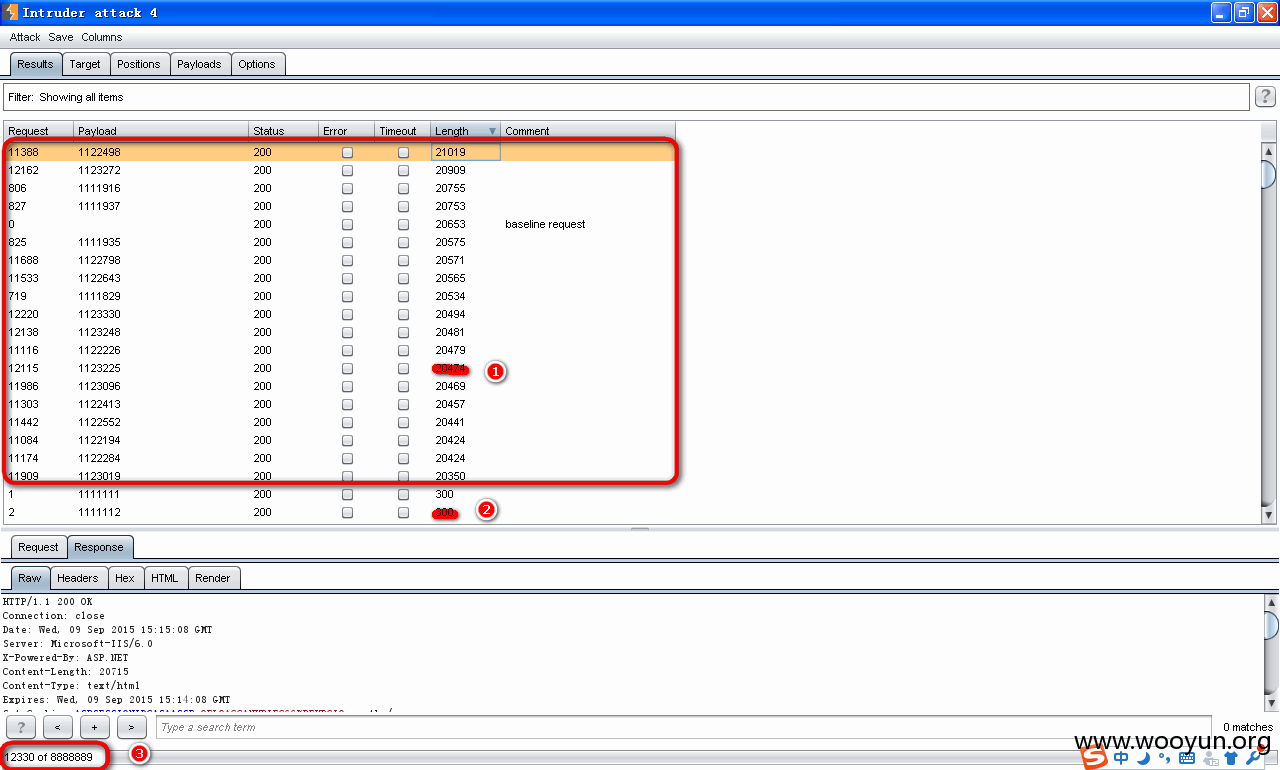 Intruder attack 4
Attack Save Columns
Results Target Positions Payloads Options
Filter: Showing all items ?
Request Payload Status Error Timeout Length Comment
11388 1122498 200 21019
12162 1123272 200 20909
806 1111916 200 20755
827 1111937 200 20753
0 200 20653 baseline request
825 1111935 200 20575
11688 1122798 200 20571
11533 1122643 200 20565
719 1111829 200 20534
12220 1123330 200 20494
12138 1123248 200 20481
11116 1122226 200 20479
12115 1123225 200 20474 1
11986 1123096 200 20469
11303 1122413 200 20457
11442 1122552 200 20441
11084 1122194 200 20424
11174 1122284 200 20424
11909 1123019 200 20350
1 1111111 200 300
2 1111112 200 300 2
Request Response
Raw Headers Hex HTML Render
HTTP/1.1 200 OK
Connection: close
Date: Wed, 09 Sep 2015 15:15:08 GMT
Server: Microsoft-IIS/6.0
X-Powered-By: ASP.NET
Content-Length: 20715
Content-Type: text/html
Expires: Wed, 09 Sep 2015 15:14:08 GMT
? < + > Type a search term 0 matches
www.wooyun.org
12330 of 8888889 3
S 中